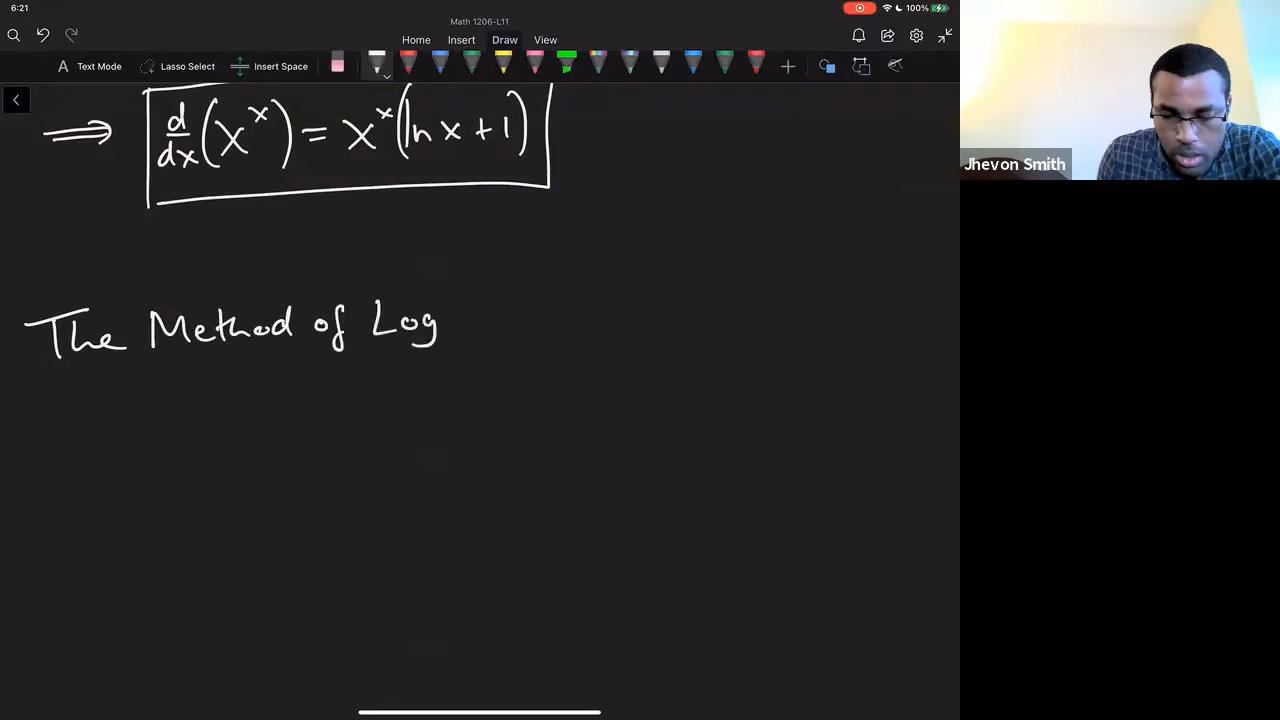 6:21
100%
Math 1206-L11
Home Insert Draw View
A Text Mode Lasso Select Insert Space
⟹ d/dx (x^x) = x^x (ln x + 1)
Jhevon Smith
The Method of Log